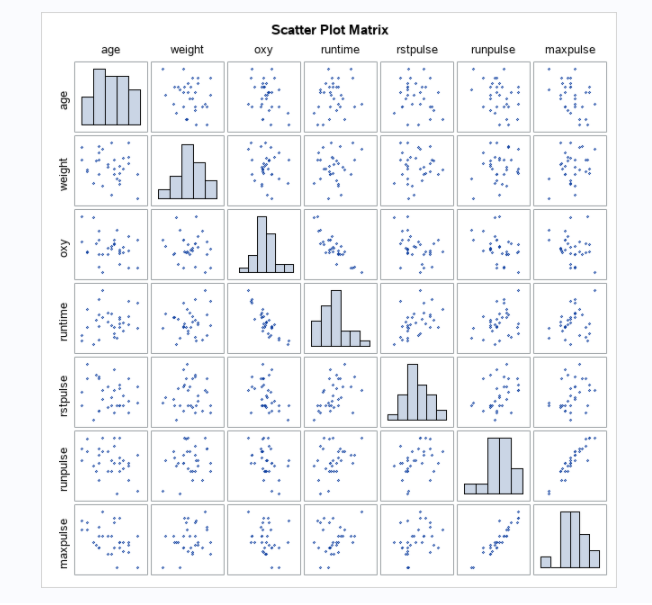 Scatter Plot Matrix
age weight oxy runtime rstpulse runpulse maxpulse
age
weight
oxy
runtime
rstpulse
runpulse
maxpulse